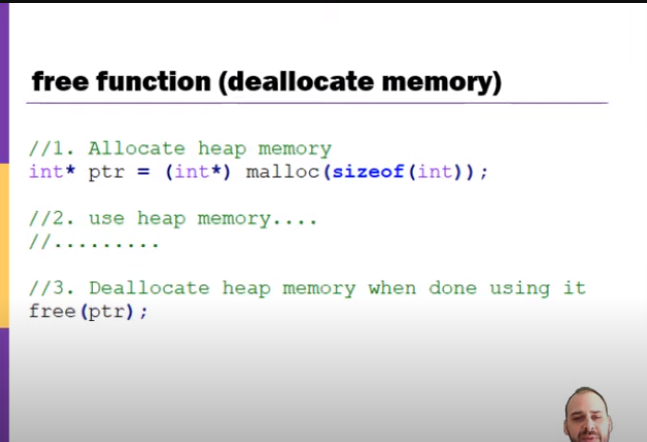 free function (deallocate memory)
//1. Allocate heap memory
int* ptr = (int*) malloc(sizeof(int));
//2. use heap memory....
//.........
//3. Deallocate heap memory when done using it
free(ptr);